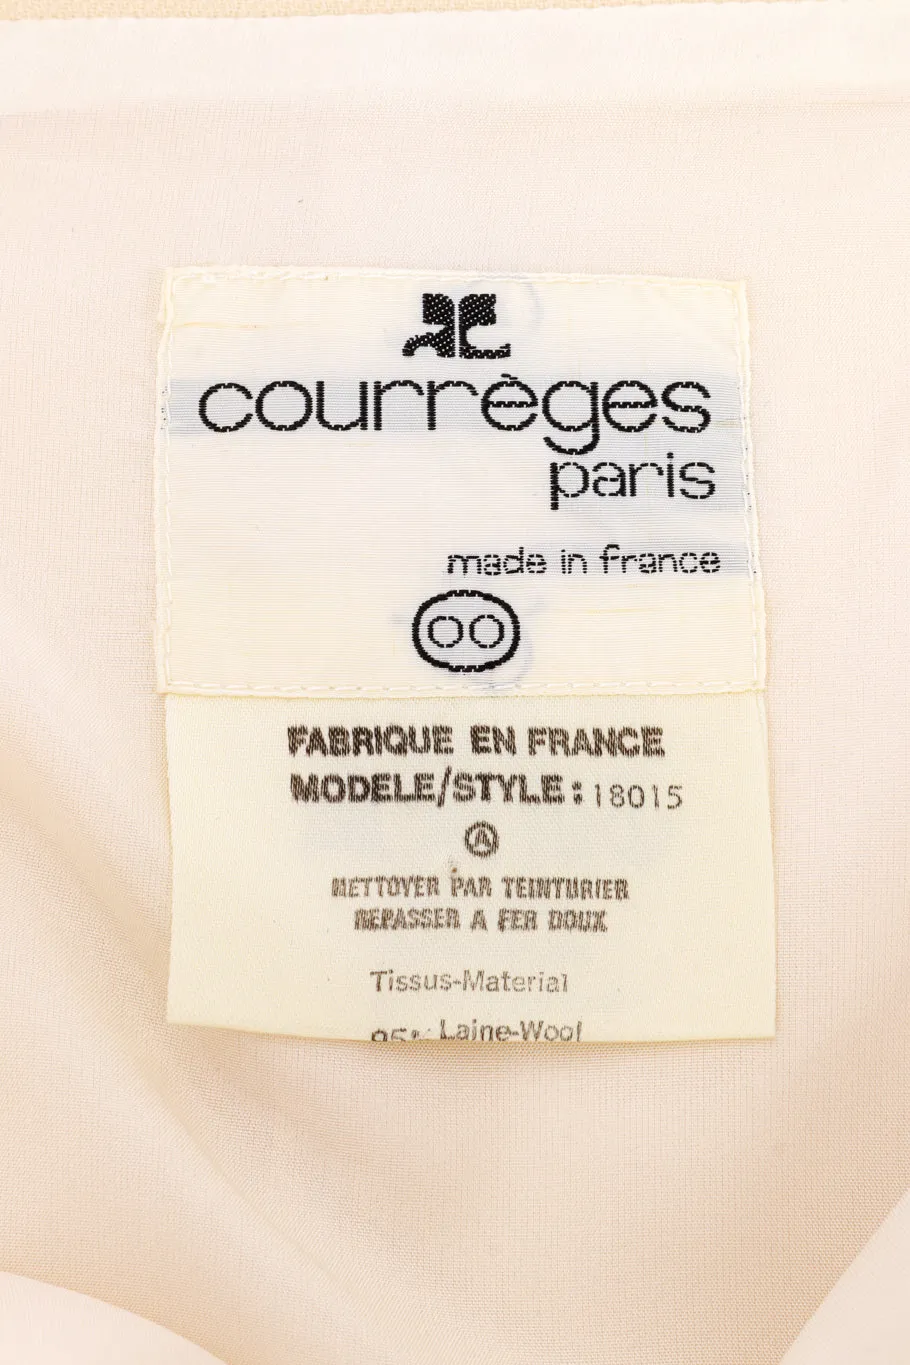 AC
courrèges
paris
made in france
00
FABRIQUE EN FRANCE
MODELE/STYLE : 18015
A
NETTOYER PAR TEINTURIER
REPASSER A FER DOUX
Tissus-Material
Laine-Wool